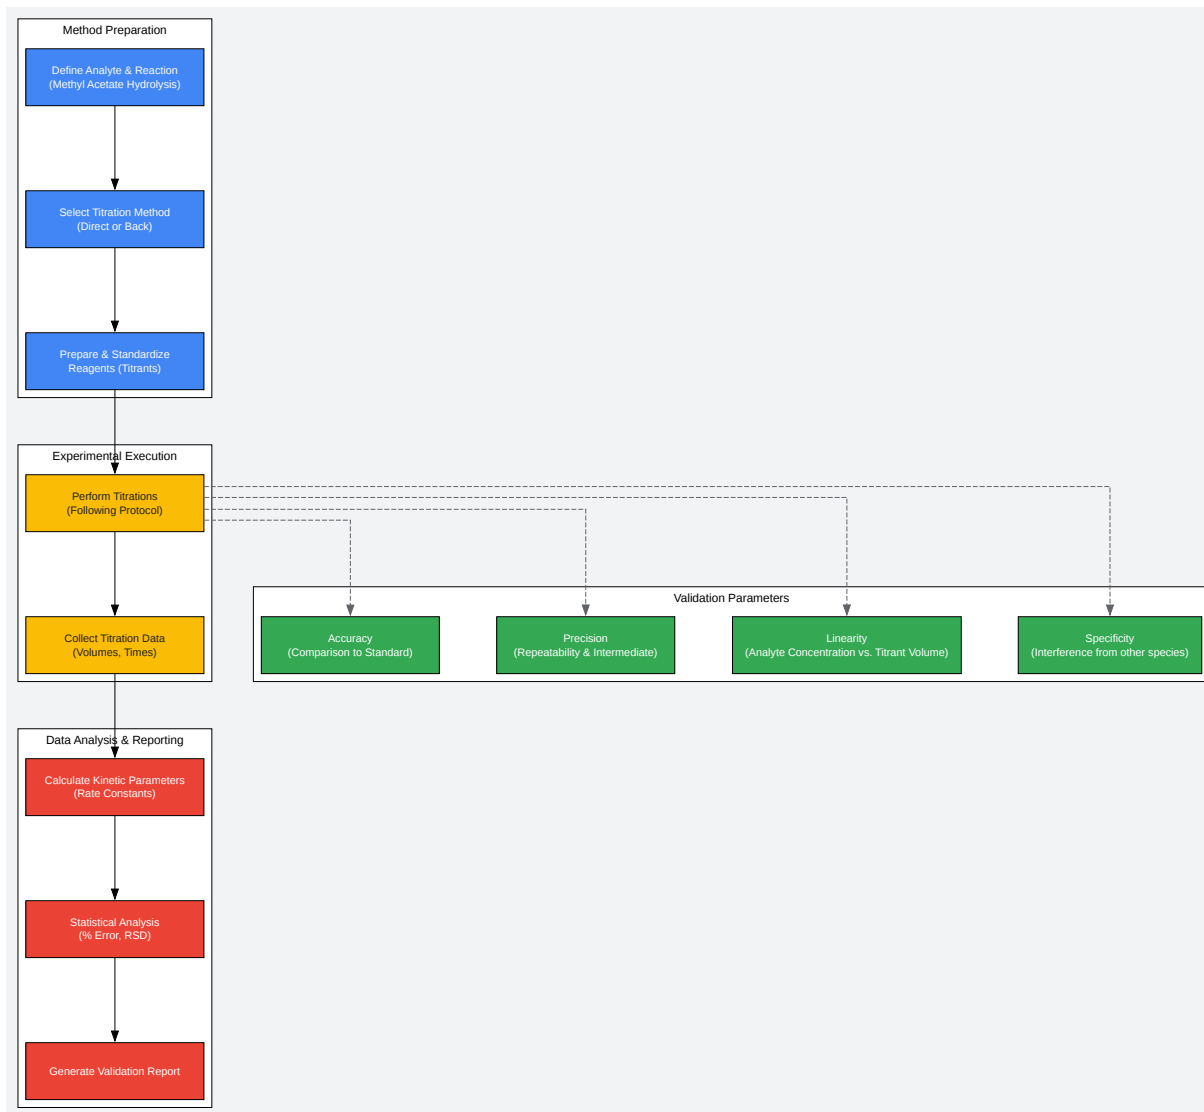 Method Preparation
Define Analyte & Reaction
(Methyl Acetate Hydrolysis)
Select Titration Method
(Direct or Back)
Prepare & Standardize
Reagents (Titrants)
Experimental Execution
Perform Titrations
(Following Protocol)
Collect Titration Data
(Volumes, Times)
Validation Parameters
Accuracy
(Comparison to Standard)
Precision
(Repeatability & Intermediate)
Linearity
(Analyte Concentration vs. Titrant Volume)
Specificity
(Interference from other species)
Data Analysis & Reporting
Calculate Kinetic Parameters
(Rate Constants)
Statistical Analysis
(% Error, RSD)
Generate Validation Report